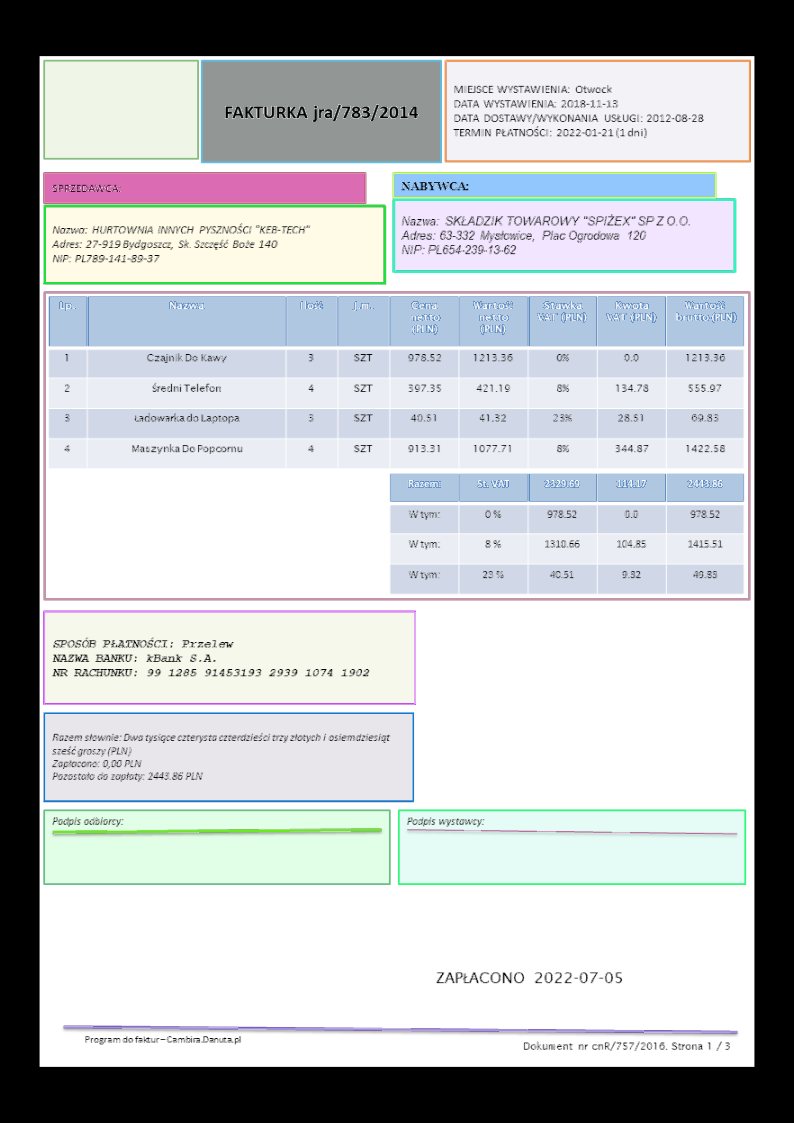 FAKTURKA jra/783/2014
MIEJSCE WYSTAWIENIA: Otwock
DATA WYSTAWIENIA: 2018-11-13
DATA DOSTAWY/WYKONANIA USŁUGI: 2012-08-28
TERMIN PŁATNOŚCI: 2022-01-21 (1 dni)
SPRZEDAWCA:
Nazwa: HURTOWNIA INNYCH PYSZNOŚCI "KEB-TECH"
Adres: 27-919 Bydgoszcz, Sk. Szczęść Boże 140
NIP: PL789-141-89-37
NABYWCA:
Nazwa: SKŁADZIK TOWAROWY "SPIŻEX" SP Z O.O.
Adres: 63-332 Mysłowice, Plac Ogrodowa 120
NIP: PL654-239-13-62
Lp. Nazwa Ilość J.m. Cena netto (PLN) Wartość netto (PLN) Stawka VAT (PLN) Kwota VAT (PLN) Wartość brutto (PLN)
1 Czajnik Do Kawy 3 SZT 978.52 1213.36 0% 0.0 1213.36
2 Średni Telefon 4 SZT 397.35 421.19 8% 134.78 555.97
3 Ładowarka do Laptopa 3 SZT 40.51 41.32 23% 28.51 69.83
4 Maszynka Do Popcornu 4 SZT 913.31 1077.71 8% 344.87 1422.58
Razem: St. VAT 2329.69 114.17 2443.86
W tym: 0 % 978.52 0.0 978.52
W tym: 8 % 1310.66 104.85 1415.51
W tym: 23 % 40.51 9.32 49.83
SPOSÓB PŁATNOŚCI: Przelew
NAZWA BANKU: kBank S.A.
NR RACHUNKU: 99 1285 91453193 2939 1074 1902
Razem słownie: Dwa tysiące czterysta czterdzieści trzy złotych i osiemdziesiąt
sześć groszy (PLN)
Zapłacono: 0,00 PLN
Pozostało do zapłaty: 2443.86 PLN
Podpis odbiorcy:
Podpis wystawcy:
ZAPŁACONO 2022-07-05
Program do faktur – Cambira.Danuta.pl
Dokument nr cnR/757/2016. Strona 1 / 3